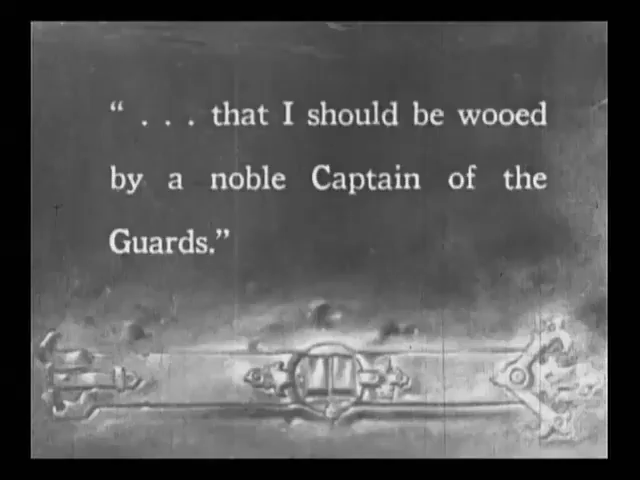 “ . . . that I should be wooed
by a noble Captain of the
Guards.”